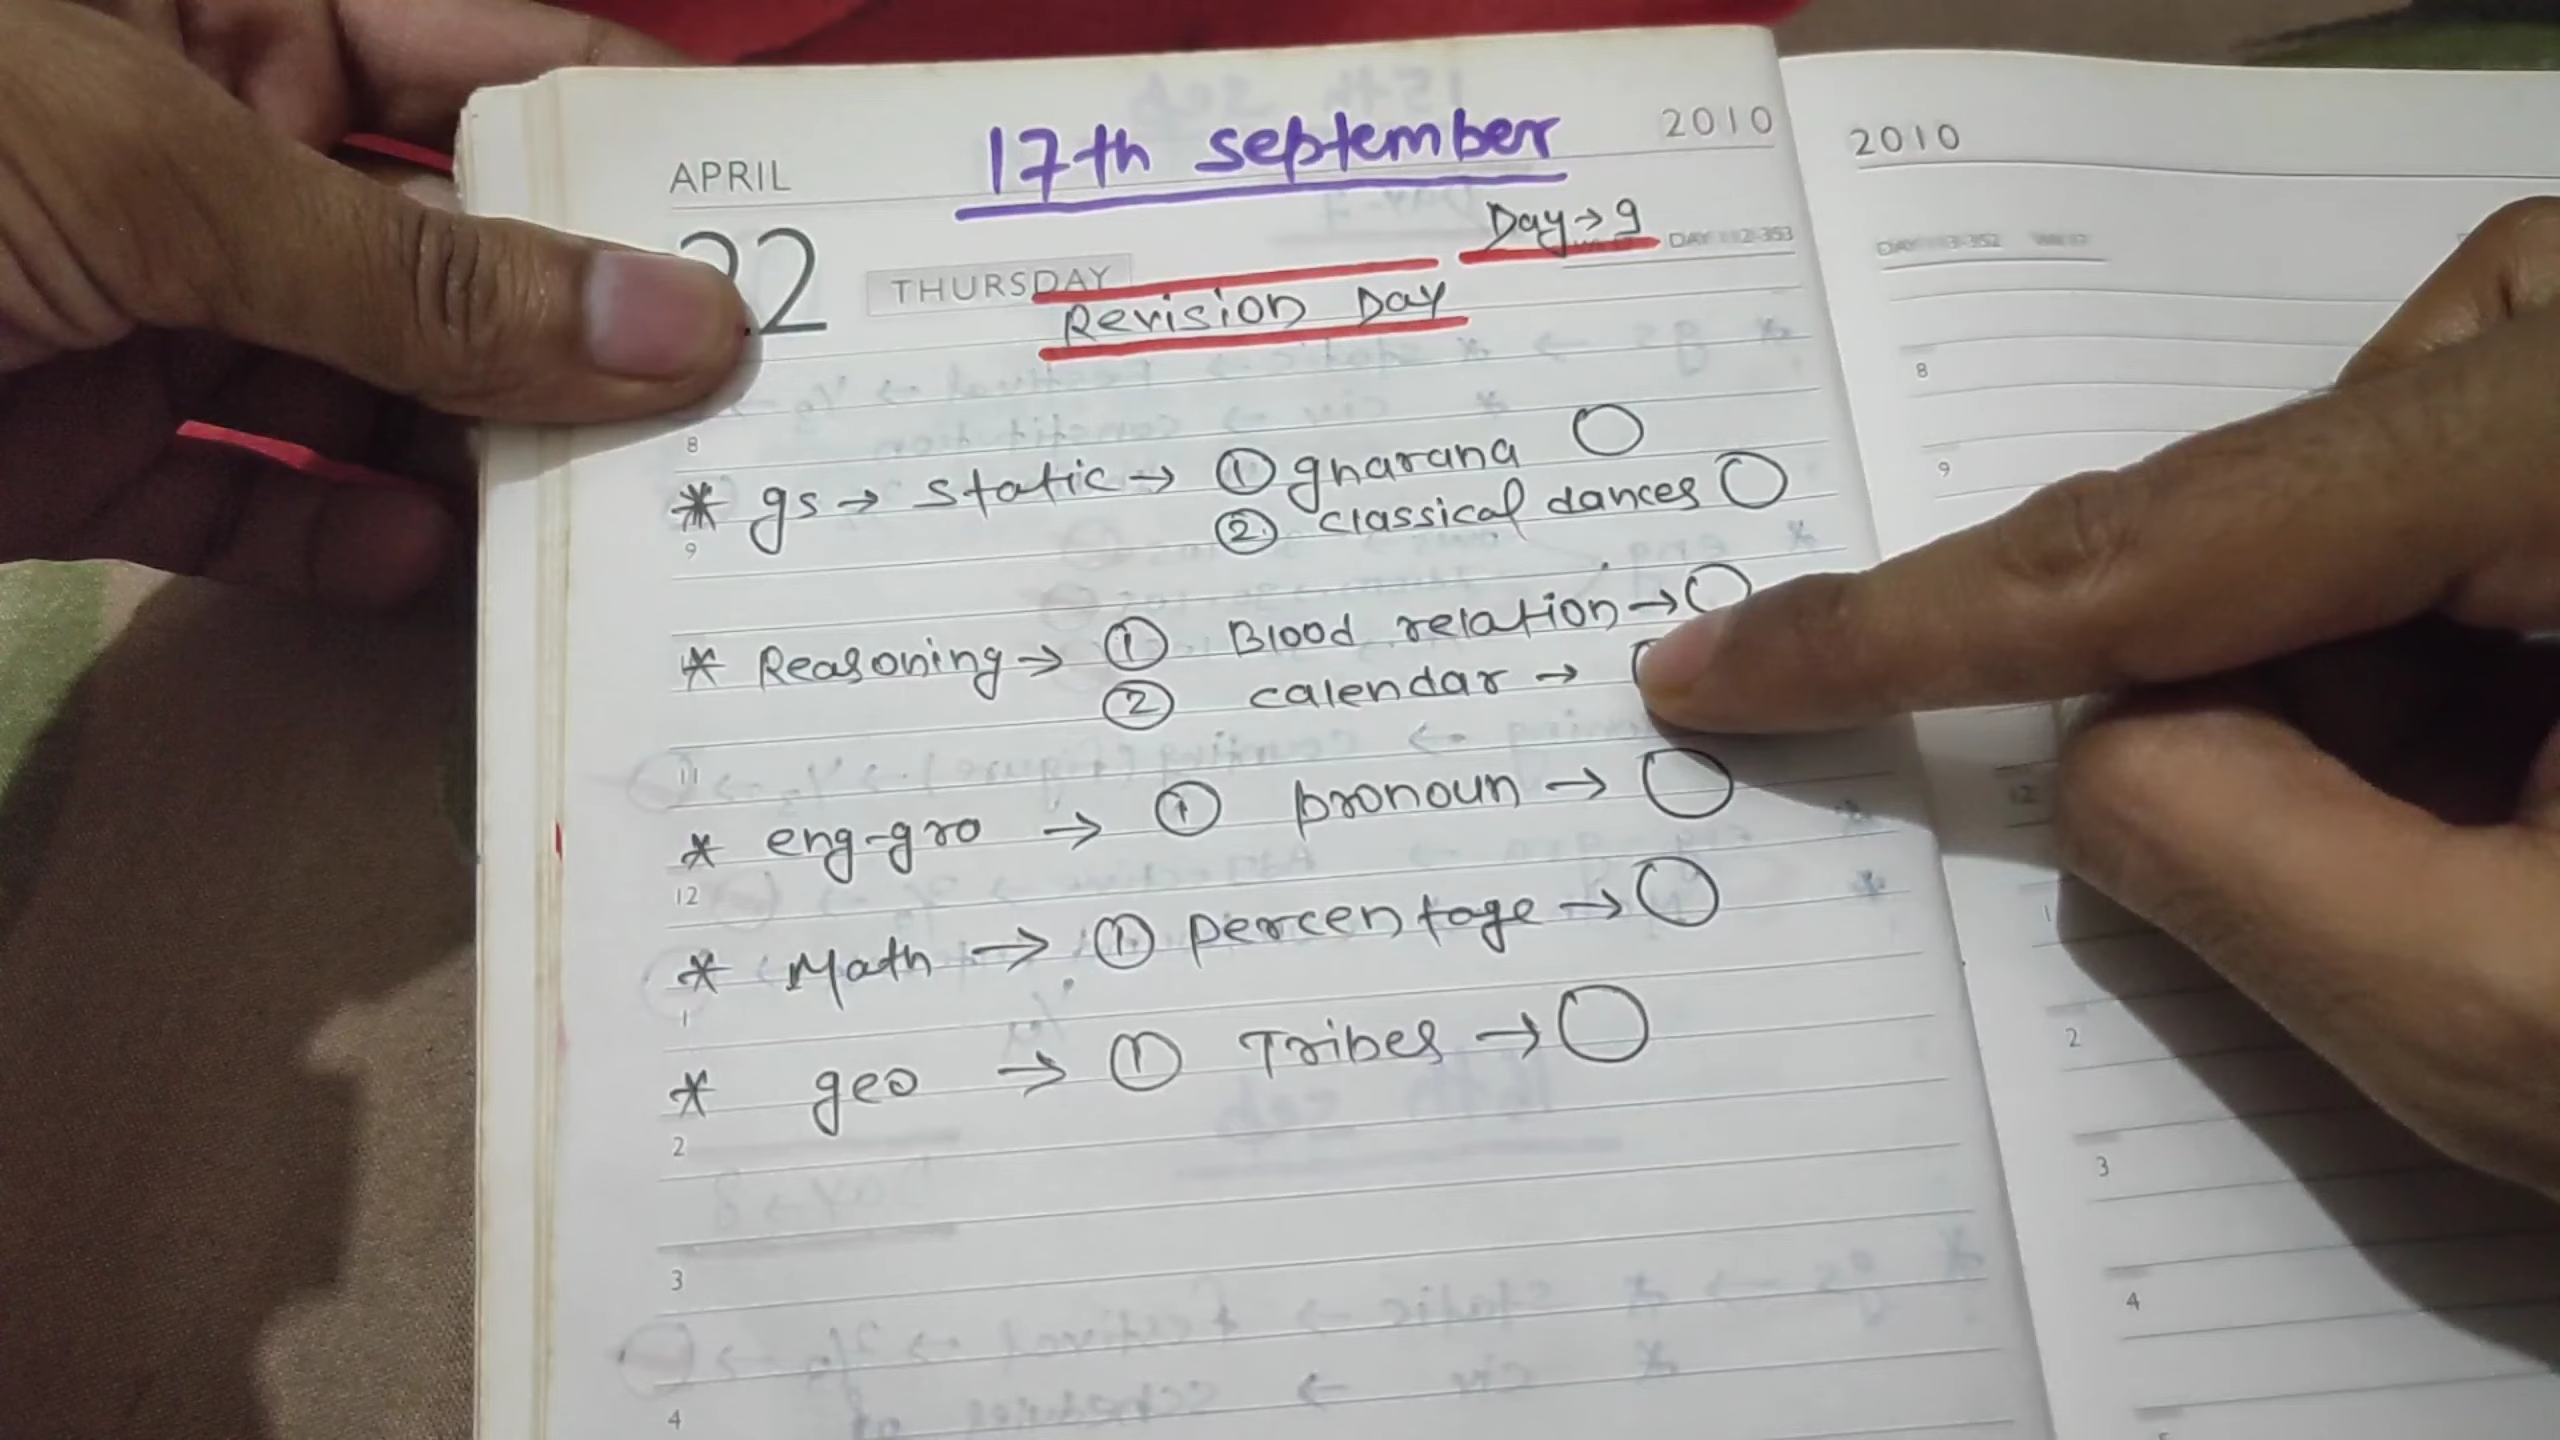 17th september
APRIL 2010
22 THURSDAY
Day → 9
Revision Day
8
* gs → static → ① gharana
② classical dances
9
* Reasoning → ① Blood relation →
② calendar →
11
* eng-gro → ① pronoun →
12
* Math → ① percentage →
1
* geo → ① Tribes →
2
3
4
2010
8
9
12
1
2
3
4